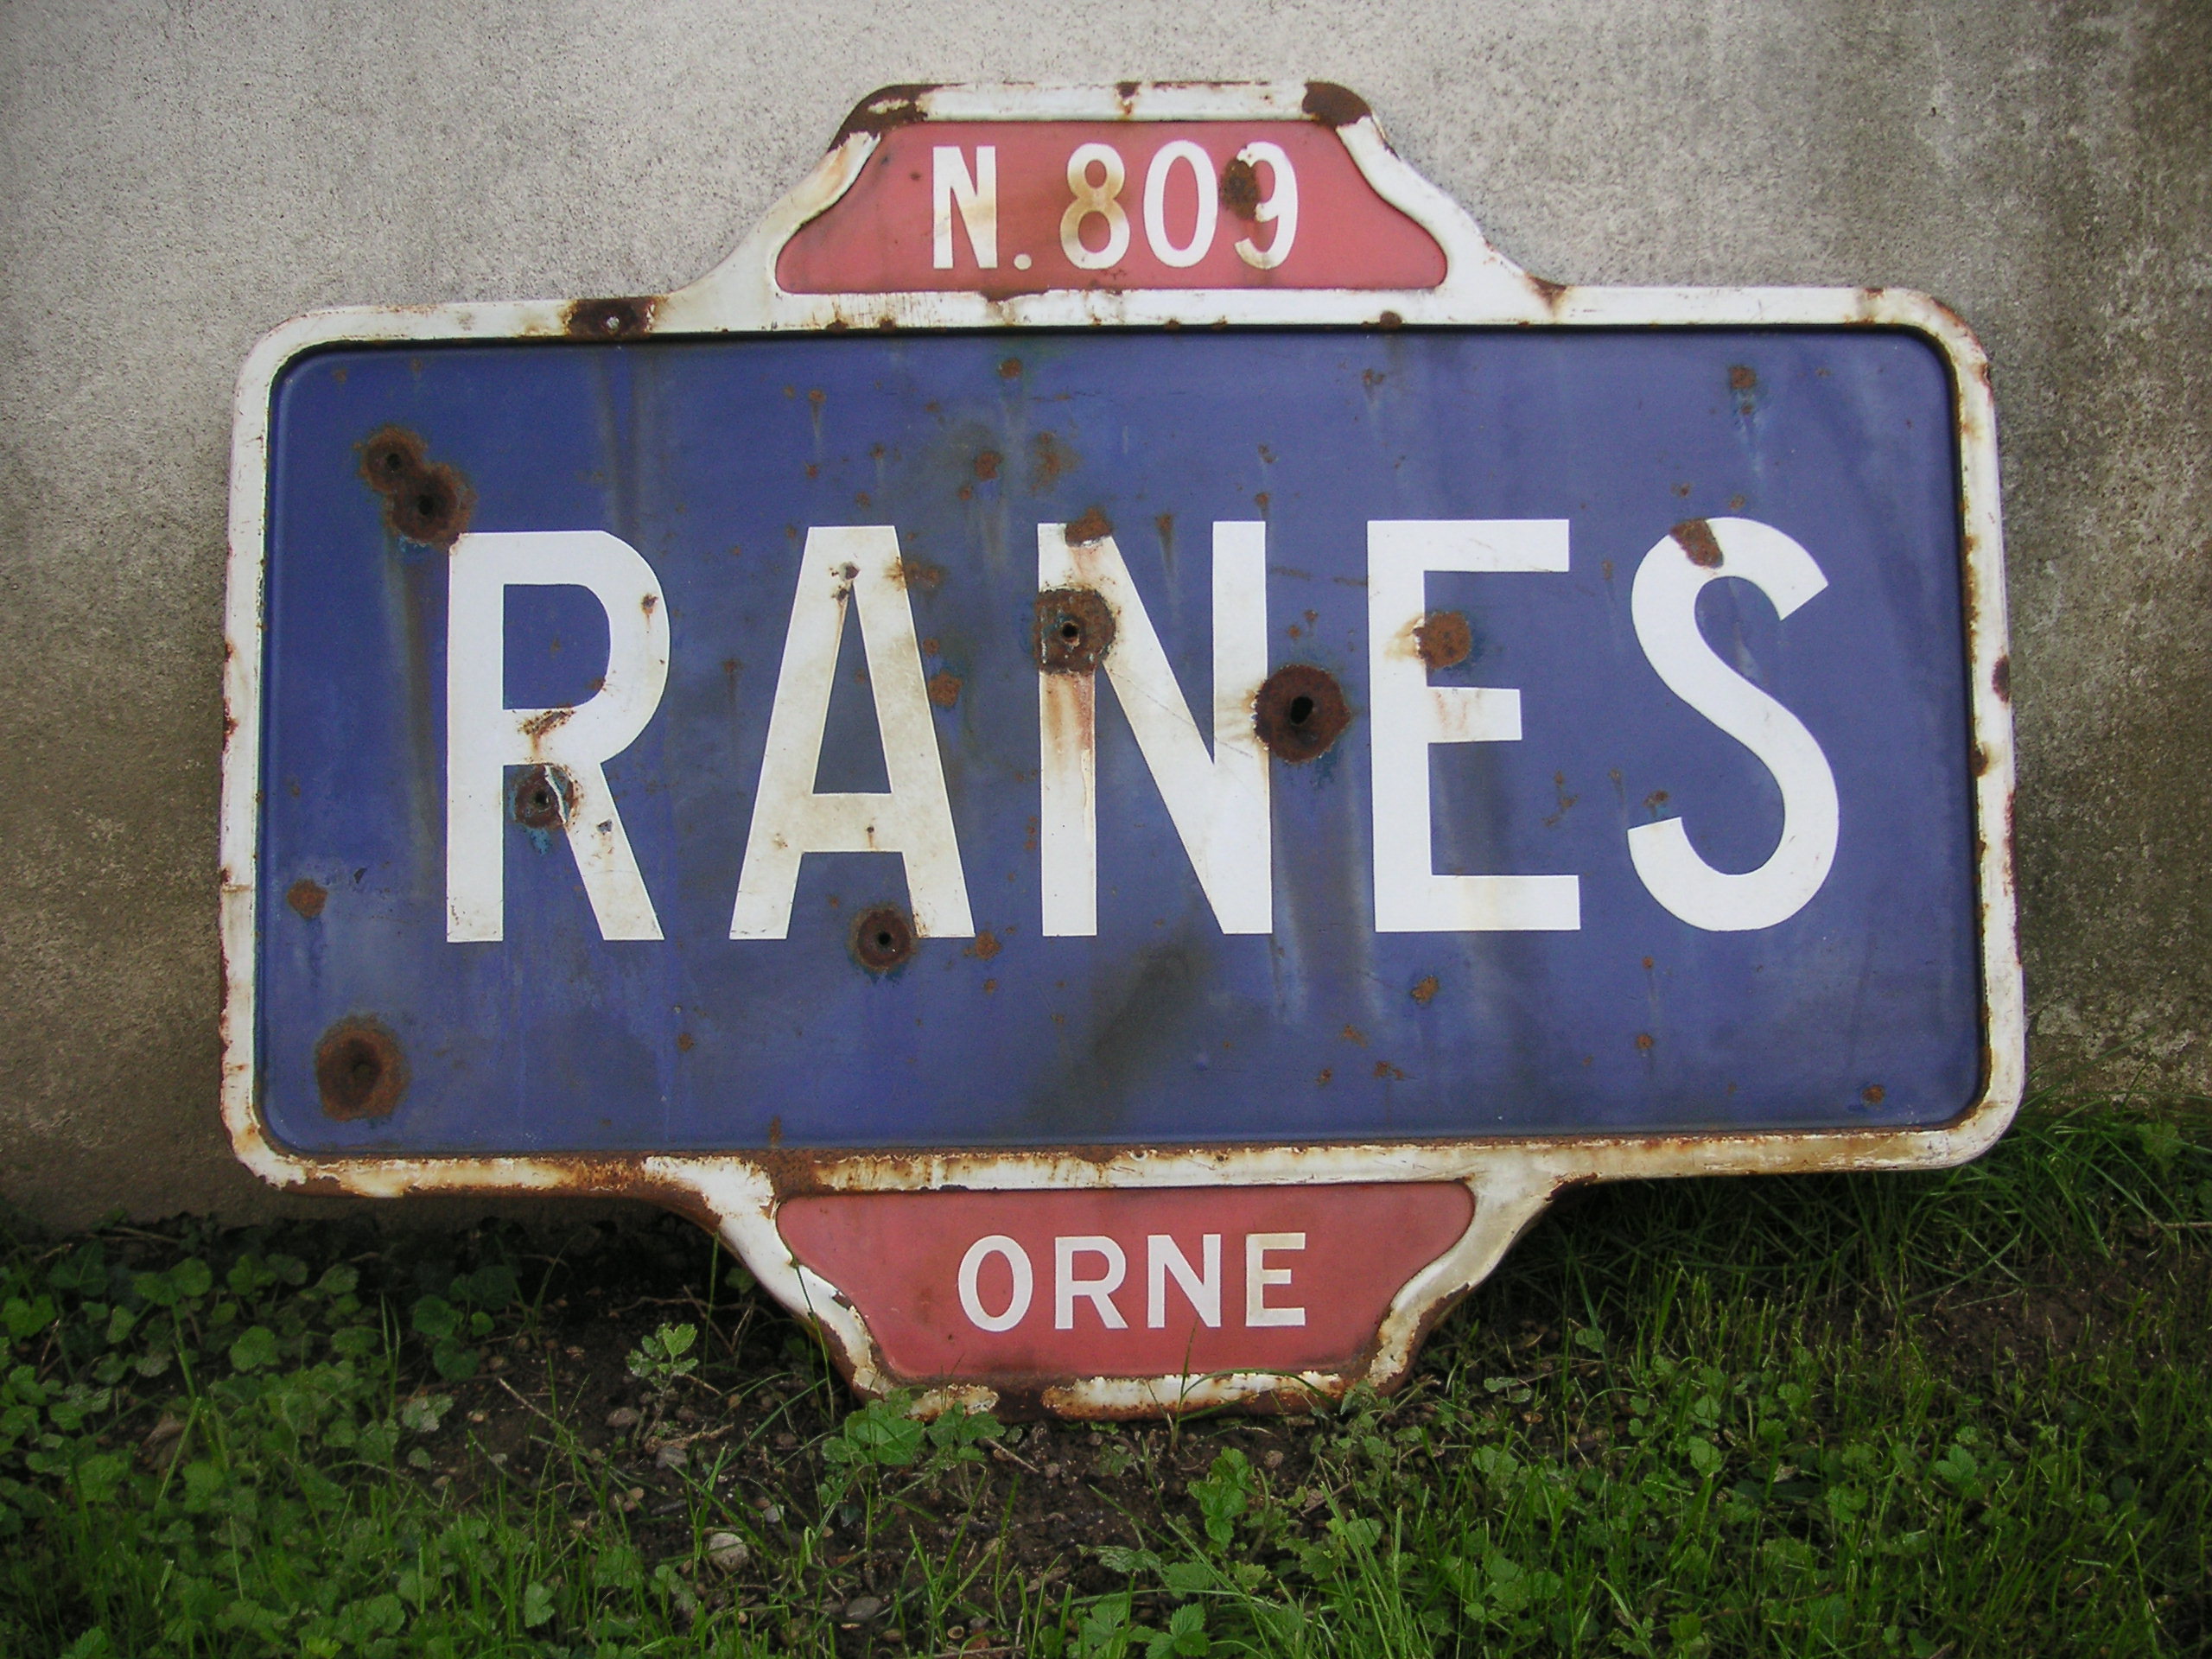 N. 809
RANES
ORNE